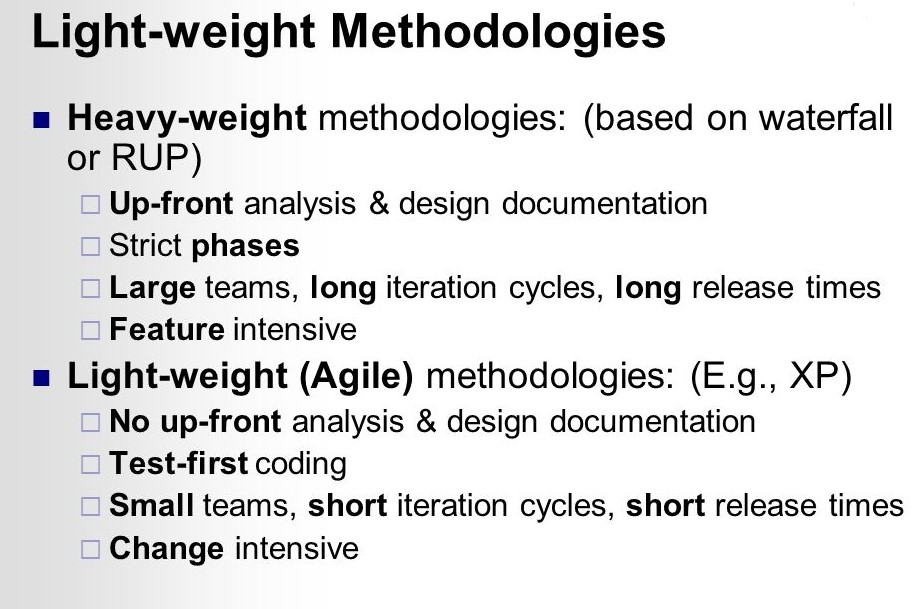 Light-weight Methodologies
Heavy-weight methodologies: (based on waterfall
or RUP)
Up-front analysis & design documentation
Strict phases
Large teams, long iteration cycles, long release times
Feature intensive
Light-weight (Agile) methodologies: (E.g., XP)
No up-front analysis & design documentation
Test-first coding
Small teams, short iteration cycles, short release times
Change intensive